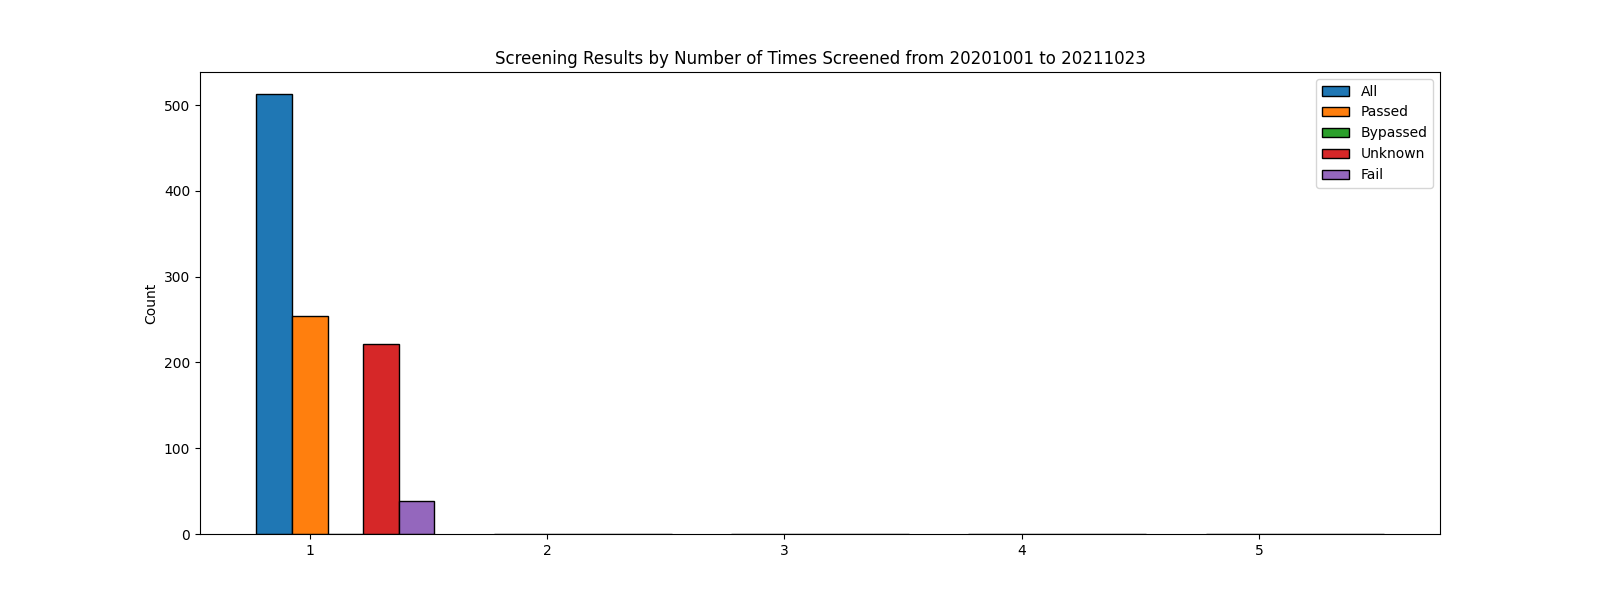 Screening Results by Number of Times Screened from 20201001 to 20211023
All
Passed
Bypassed
Unknown
Fail
500
400
300
200
100
0
Count
1 2 3 4 5